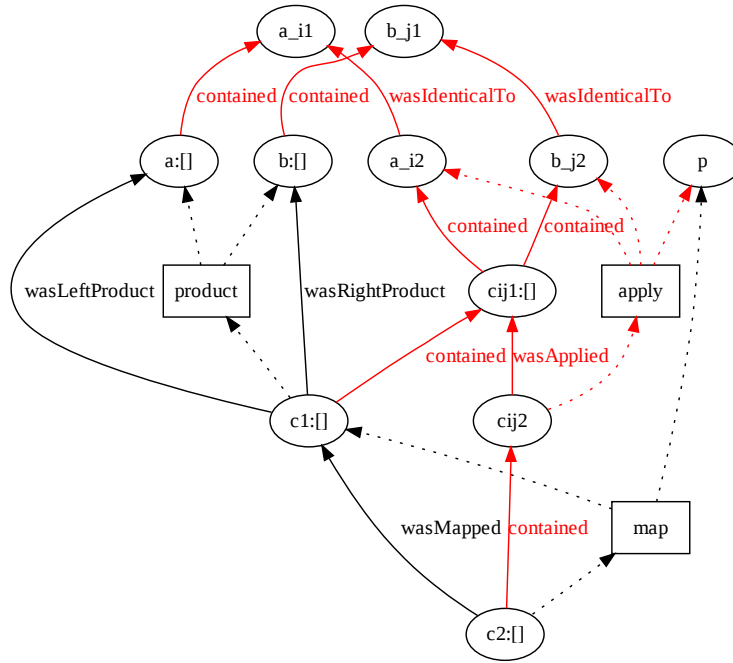 a_i1
b_j1
contained
contained
wasIdenticalTo
wasIdenticalTo
a:[]
b:[]
a_i2
b_j2
p
contained
contained
wasLeftProduct
product
wasRightProduct
cij1:[]
apply
contained
wasApplied
c1:[]
cij2
wasMapped
contained
map
c2:[]